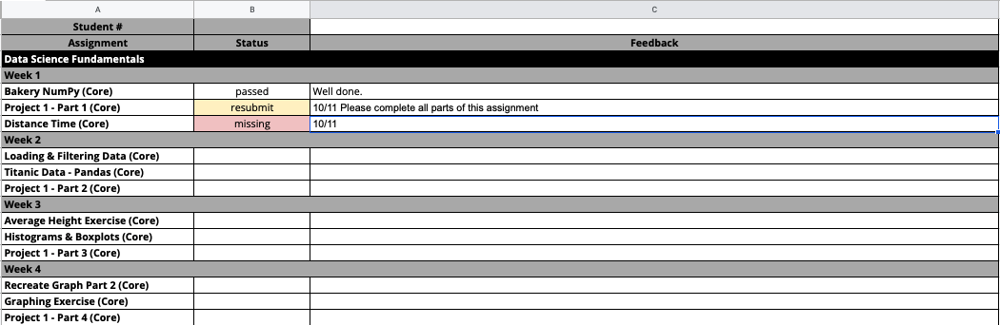 A B C
Student #
Assignment Status Feedback
Data Science Fundamentals
Week 1
Bakery NumPy (Core) passed Well done.
Project 1 - Part 1 (Core) resubmit 10/11 Please complete all parts of this assignment
Distance Time (Core) missing 10/11
Week 2
Loading & Filtering Data (Core)
Titanic Data - Pandas (Core)
Project 1 - Part 2 (Core)
Week 3
Average Height Exercise (Core)
Histograms & Boxplots (Core)
Project 1 - Part 3 (Core)
Week 4
Recreate Graph Part 2 (Core)
Graphing Exercise (Core)
Project 1 - Part 4 (Core)